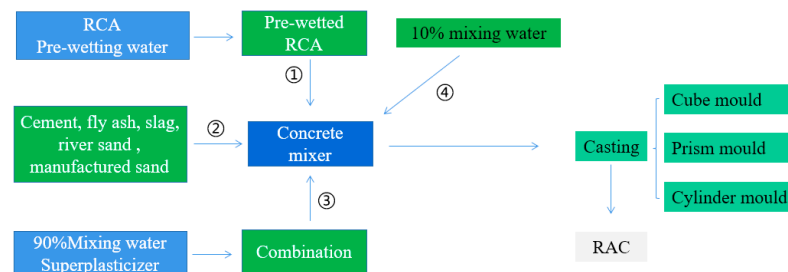 RCA
Pre-wetting water
Pre-wetted
RCA
10% mixing water
①
④
Cement, fly ash, slag,
river sand ,
manufactured sand
②
Concrete
mixer
③
90%Mixing water
Superplasticizer
Combination
Casting
Cube mould
Prism mould
Cylinder mould
RAC